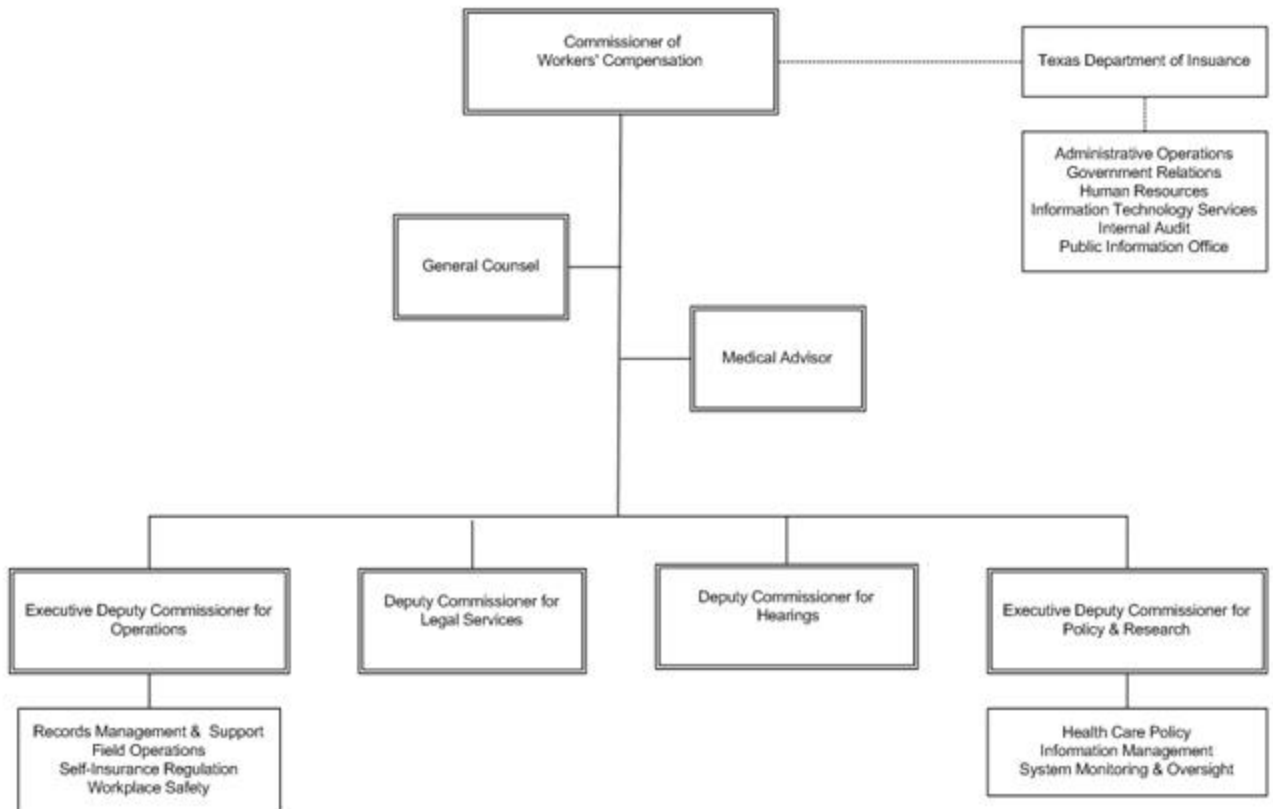 Commissioner of
Workers' Compensation
Texas Department of Insuance
Administrative Operations
Government Relations
Human Resources
Information Technology Services
Internal Audit
Public Information Office
General Counsel
Medical Advisor
Executive Deputy Commissioner for
Operations
Deputy Commissioner for
Legal Services
Deputy Commissioner for
Hearings
Executive Deputy Commissioner for
Policy & Research
Records Management & Support
Field Operations
Self-Insurance Regulation
Workplace Safety
Health Care Policy
Information Management
System Monitoring & Oversight